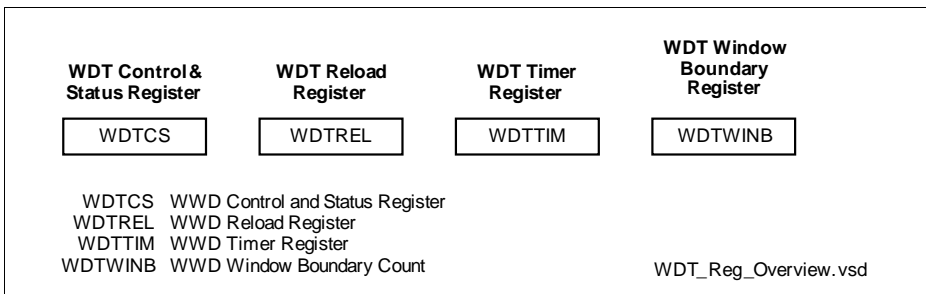 WDT Control &
Status Register
WDT Reload
Register
WDT Timer
Register
WDT Window
Boundary
Register
WDTCS
WDTREL
WDTTIM
WDTWINB
WDTCS WWD Control and Status Register
WDTREL WWD Reload Register
WDTTIM WWD Timer Register
WDTWINB WWD Window Boundary Count
WDT_Reg_Overview.vsd